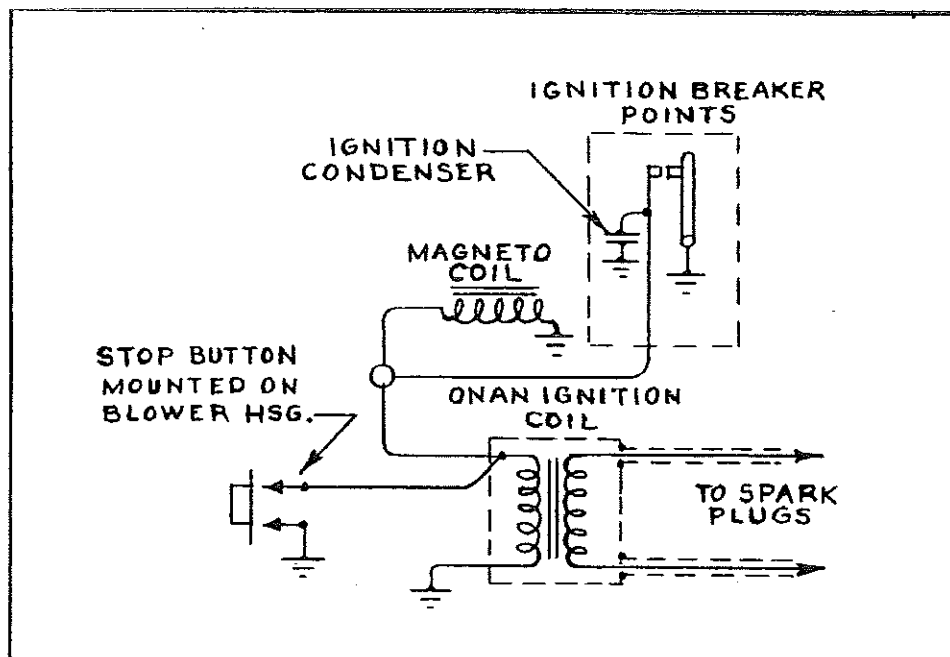 IGNITION BREAKER
POINTS
IGNITION
CONDENSER
MAGNETO
COIL
STOP BUTTON
MOUNTED ON
BLOWER HSG.
ONAN IGNITION
COIL
TO SPARK
PLUGS